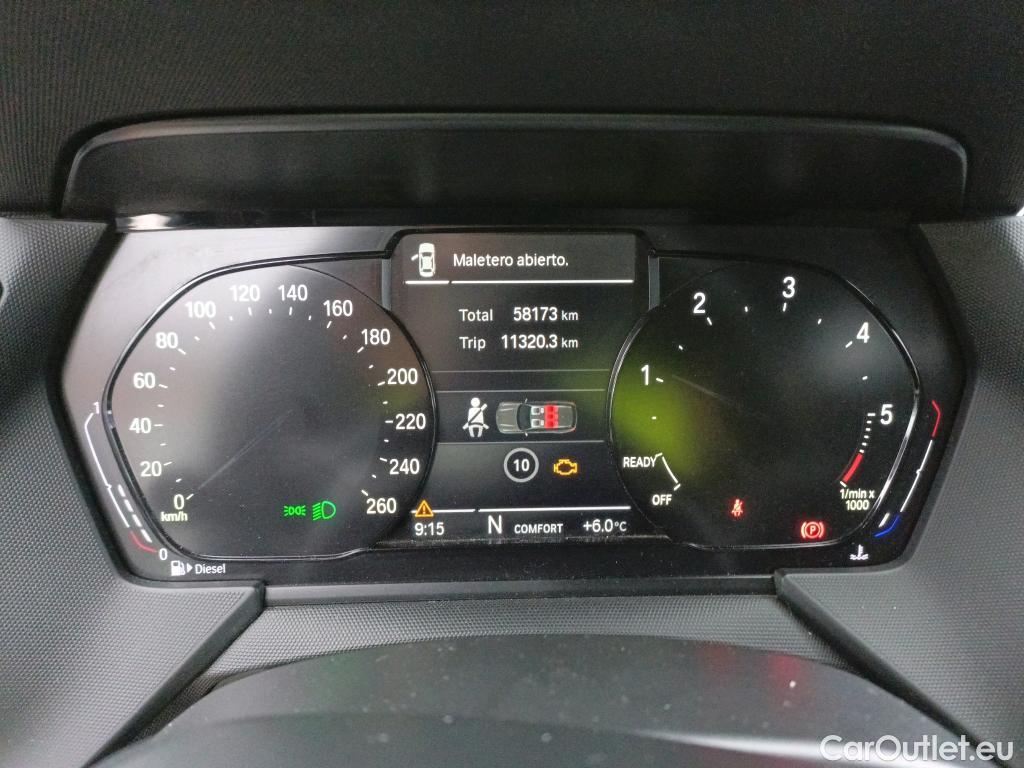 Maletero abierto.
Total 58173 km
Trip 11320.3 km
0 20 40 60 80 100 120 140 160 180 200 220 240 260
km/h
1
0
Diesel
10
9:15 N COMFORT +6.0°C
READY
OFF
1 2 3 4 5
1/min x
1000
P
CarOutlet.eu